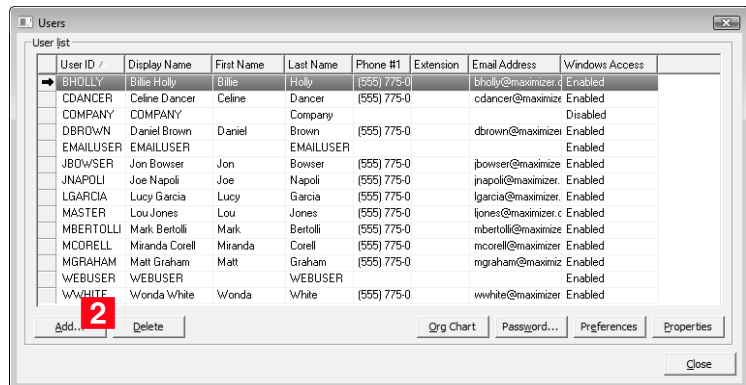 Users
User list
User ID Display Name First Name Last Name Phone #1 Extension Email Address Windows Access
BHOLLY Billie Holly Billie Holly (555) 775-0 bholly@maximizer.c Enabled
CDANCER Celine Dancer Celine Dancer (555) 775-0 cdancer@maximize Enabled
COMPANY COMPANY Company Disabled
DBROWN Daniel Brown Daniel Brown (555) 775-0 dbrown@maximizer Enabled
EMAILUSER EMAILUSER EMAILUSER Enabled
JBOWSER Jon Bowser Jon Bowser (555) 775-0 jbowser@maximizer Enabled
JNAPOLI Joe Napoli Joe Napoli (555) 775-0 jnapoli@maximizer. Enabled
LGARCIA Lucy Garcia Lucy Garcia (555) 775-0 lgarcia@maximizer. Enabled
MASTER Lou Jones Lou Jones (555) 775-0 ljones@maximizer.c Enabled
MBERTOLLI Mark Bertolli Mark Bertolli (555) 775-0 mbertolli@maximize Enabled
MCORELL Miranda Corell Miranda Corell (555) 775-0 mcorell@maximizer Enabled
MGRAHAM Matt Graham Matt Graham (555) 775-0 mgraham@maximiz Enabled
WEBUSER WEBUSER WEBUSER Enabled
WWHITE Wonda White Wonda White (555) 775-0 wwhite@maximizer Enabled
Add... 2 Delete Org Chart Password... Preferences Properties
Close